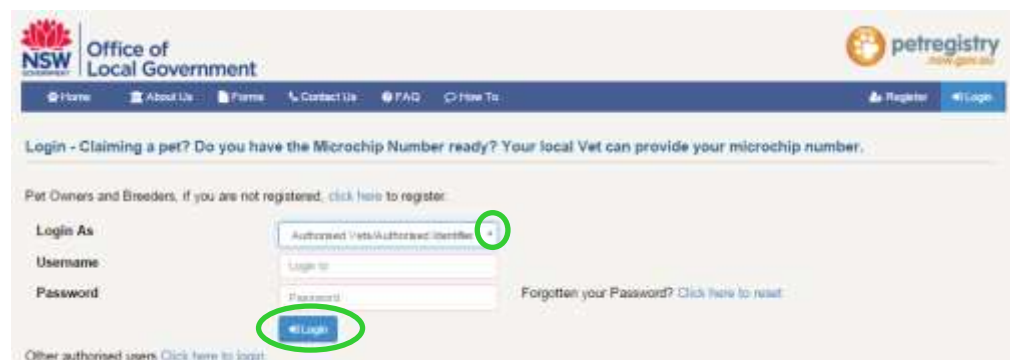 NSW
GOVERNMENT
Office of
Local Government
petregistry
.nsw.gov.au
Home About Us Forms Contact Us FAQ How To Register Login
Login - Claiming a pet? Do you have the Microchip Number ready? Your local Vet can provide your microchip number.
Pet Owners and Breeders, if you are not registered, click here to register.
Login As Authorised Vets/Authorised Identifier
Username Login Id
Password Password Forgotten your Password? Click here to reset
Login
Other authorised users Click here to login